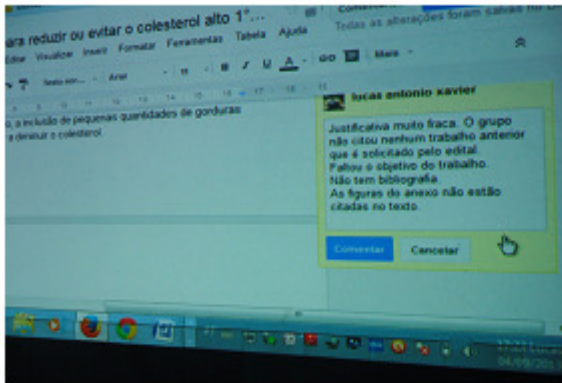 ara reduzir ou evitar o colesterol alto 1°...
Todas as alterações foram salvas no
Editar Visualizar Inserir Formatar Ferramentas Tabela Ajuda
Arial
11
B I U A
Mais
o, a inclusão de pequenas quantidades de gorduras
a diminuir o colesterol
lucas antonio xavier
Justificativa muito fraca. O grupo
não citou nenhum trabalho anterior
que é solicitado pelo edital.
Faltou o objetivo do trabalho.
Não tem bibliografia.
As figuras do anexo não estão
citadas no texto.
Comentar Cancelar